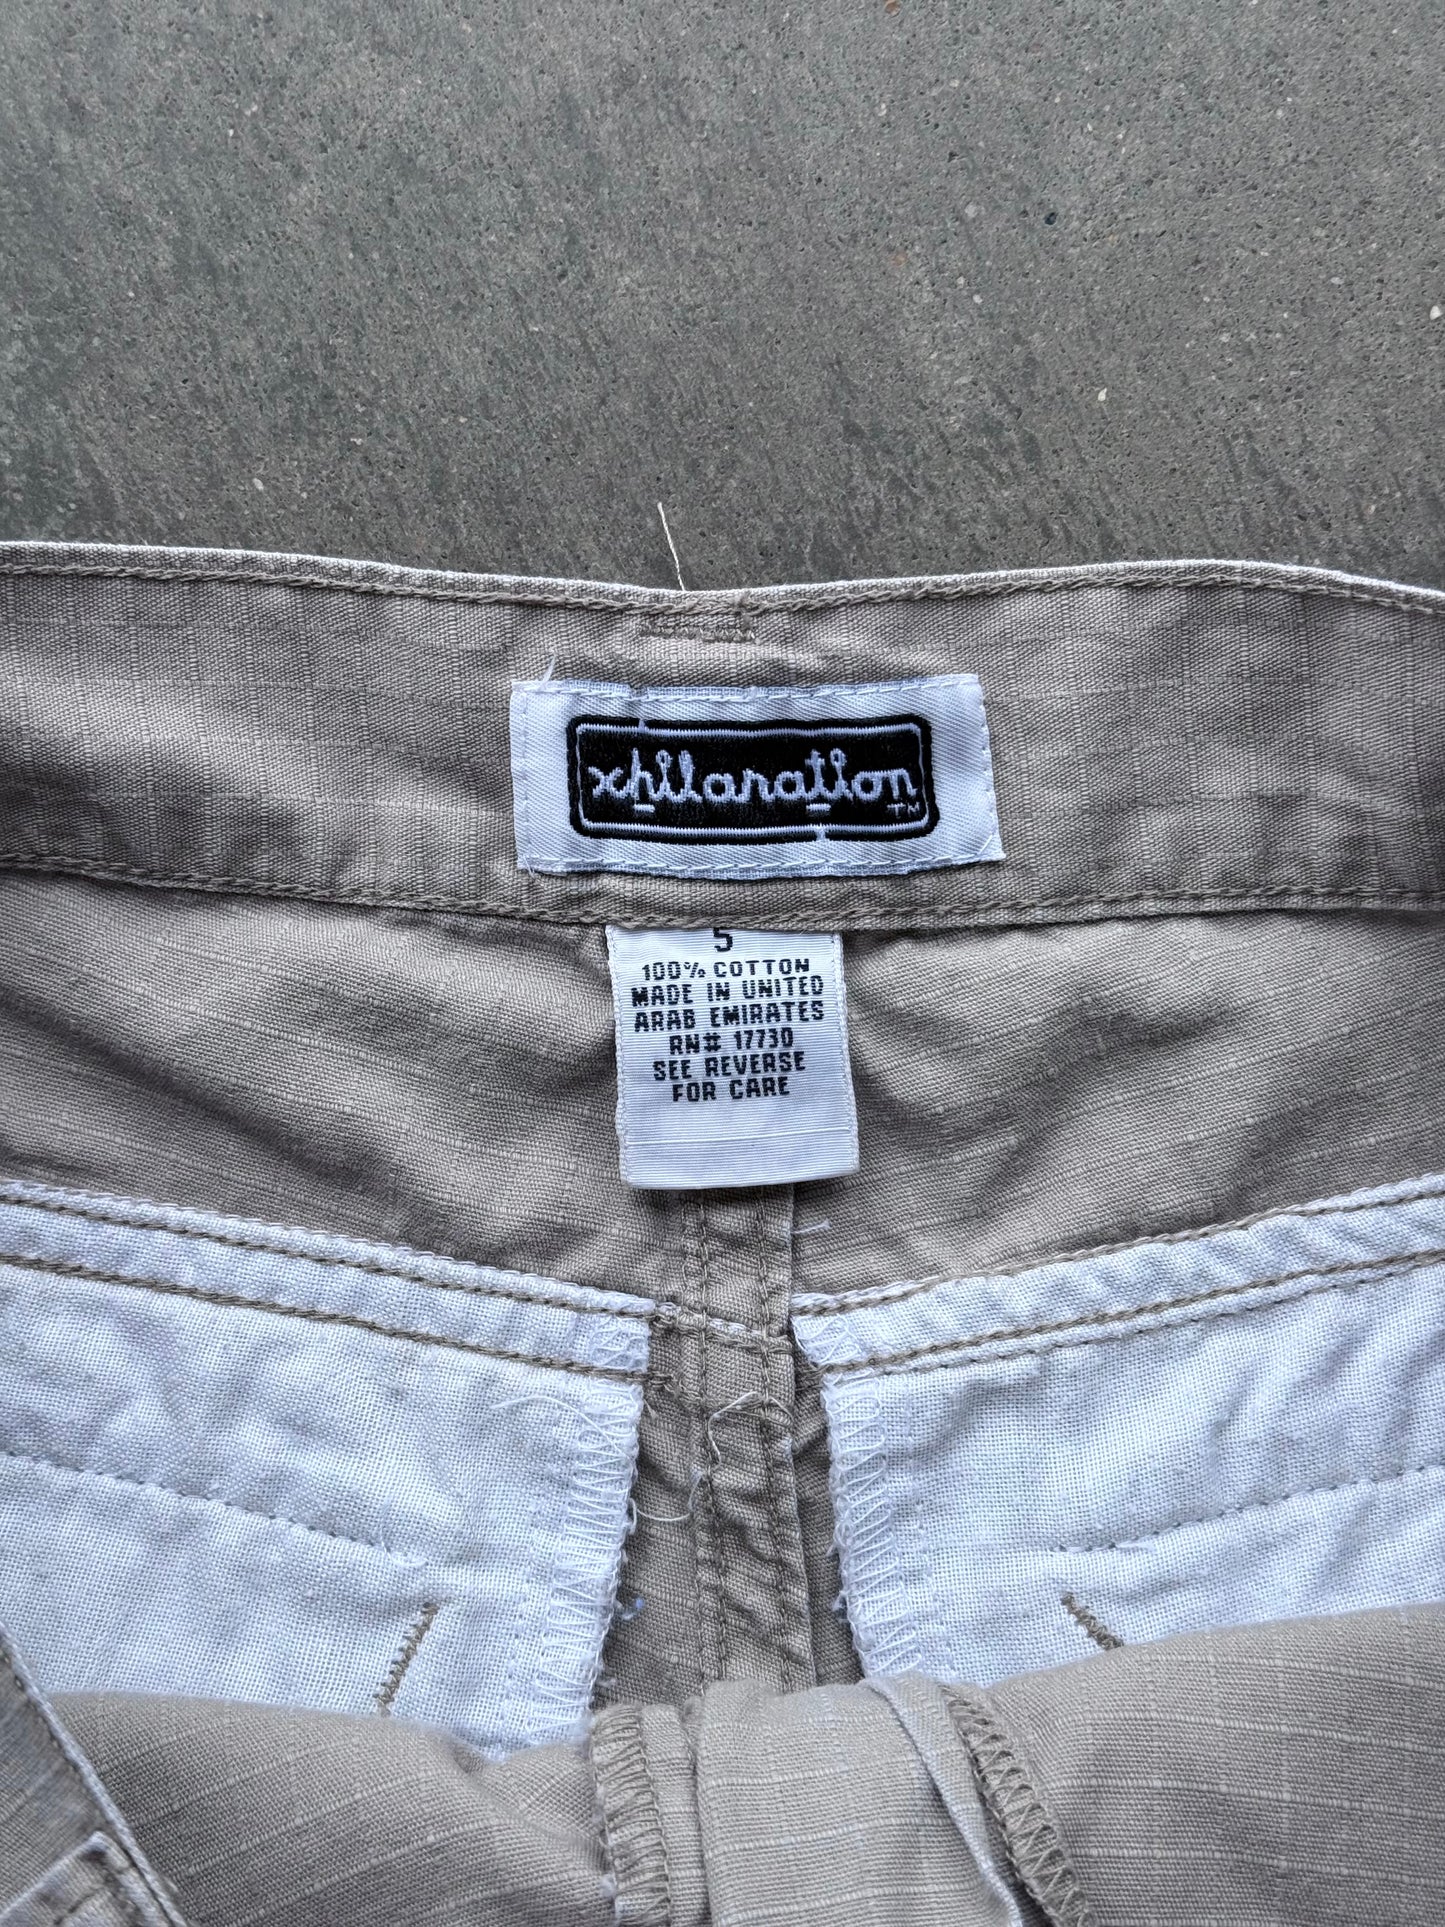 xhilaration
TM
5
100% COTTON
MADE IN UNITED
ARAB EMIRATES
RN# 17730
SEE REVERSE
FOR CARE